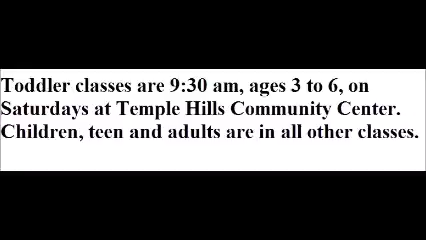 Toddler classes are 9:30 am, ages 3 to 6, on
Saturdays at Temple Hills Community Center.
Children, teen and adults are in all other classes.